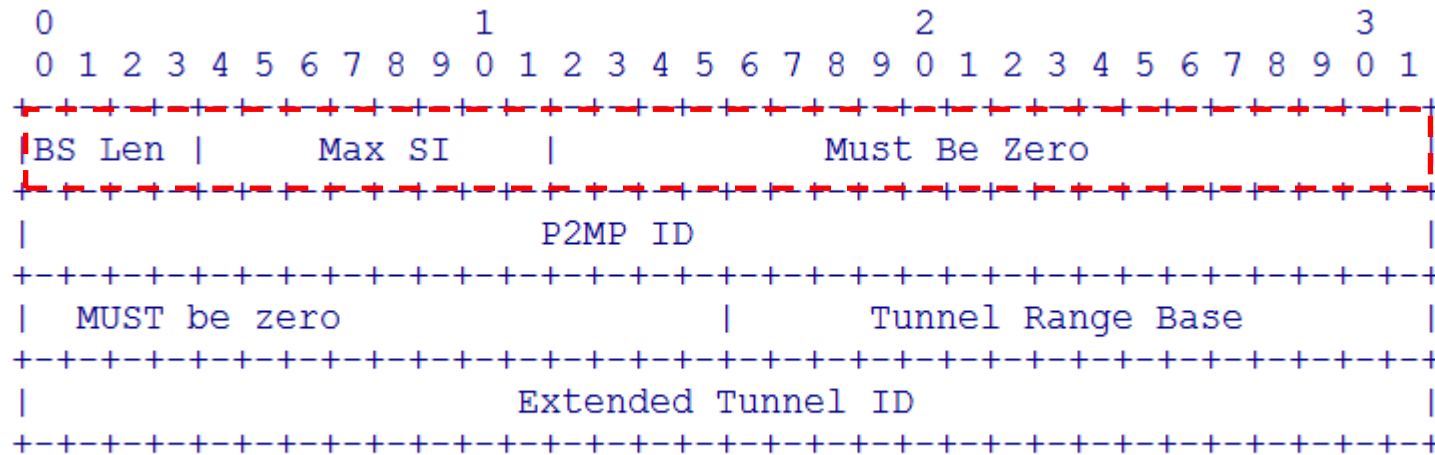 0                   1                   2                   3
0 1 2 3 4 5 6 7 8 9 0 1 2 3 4 5 6 7 8 9 0 1 2 3 4 5 6 7 8 9 0 1
+-+-+-+-+-+-+-+-+-+-+-+-+-+-+-+-+-+-+-+-+-+-+-+-+-+-+-+-+-+-+-+-+
|BS Len |    Max SI     |           Must Be Zero                |
+-+-+-+-+-+-+-+-+-+-+-+-+-+-+-+-+-+-+-+-+-+-+-+-+-+-+-+-+-+-+-+-+
|                       P2MP ID                                 |
+-+-+-+-+-+-+-+-+-+-+-+-+-+-+-+-+-+-+-+-+-+-+-+-+-+-+-+-+-+-+-+-+
|  MUST be zero                 |      Tunnel Range Base        |
+-+-+-+-+-+-+-+-+-+-+-+-+-+-+-+-+-+-+-+-+-+-+-+-+-+-+-+-+-+-+-+-+
|                      Extended Tunnel ID                       |
+-+-+-+-+-+-+-+-+-+-+-+-+-+-+-+-+-+-+-+-+-+-+-+-+-+-+-+-+-+-+-+-+